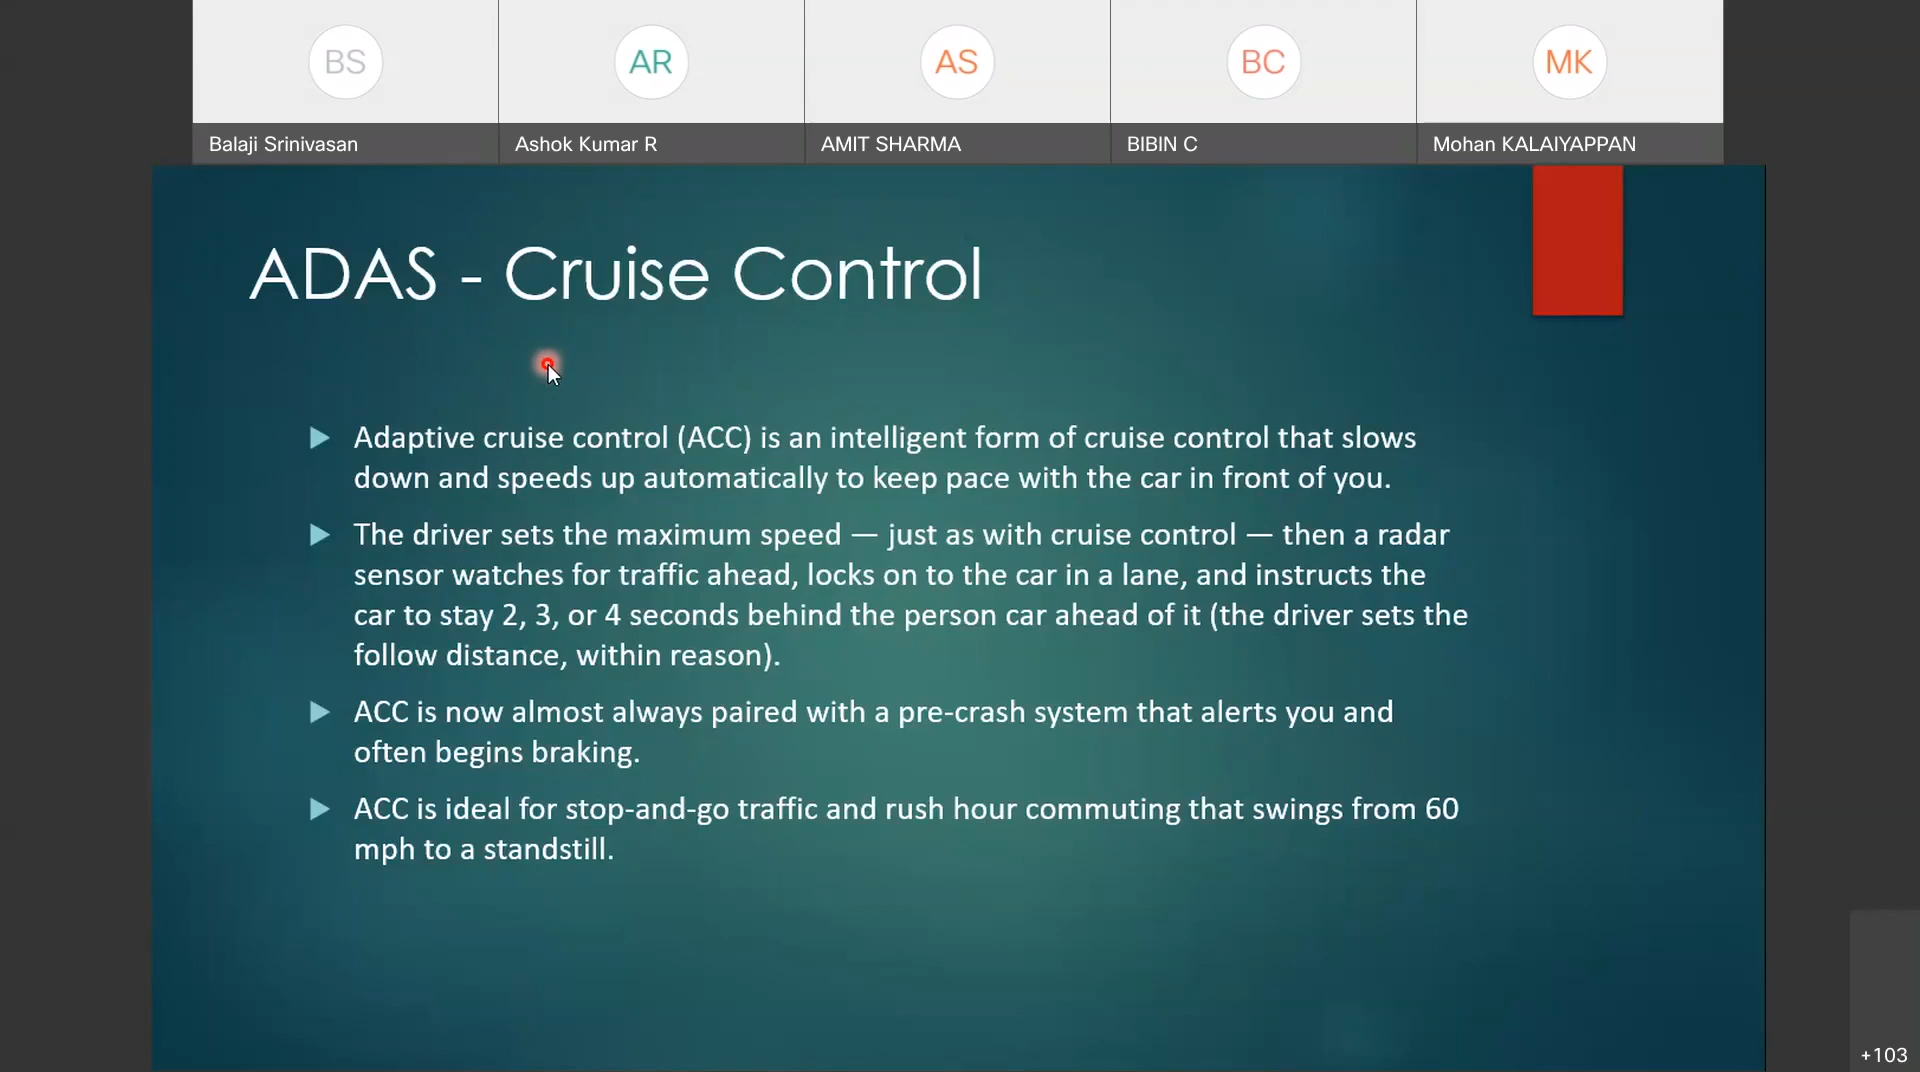 BS
AR
AS
BC
MK
Balaji Srinivasan
Ashok Kumar R
AMIT SHARMA
BIBIN C
Mohan KALAIYAPPAN
ADAS - Cruise Control
Adaptive cruise control (ACC) is an intelligent form of cruise control that slows
down and speeds up automatically to keep pace with the car in front of you.
The driver sets the maximum speed — just as with cruise control — then a radar
sensor watches for traffic ahead, locks on to the car in a lane, and instructs the
car to stay 2, 3, or 4 seconds behind the person car ahead of it (the driver sets the
follow distance, within reason).
ACC is now almost always paired with a pre-crash system that alerts you and
often begins braking.
ACC is ideal for stop-and-go traffic and rush hour commuting that swings from 60
mph to a standstill.
+103